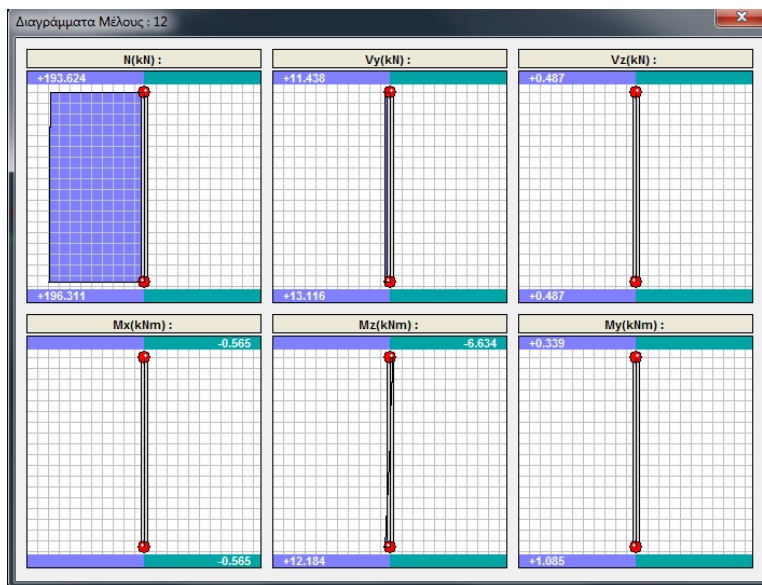 Διαγράμματα Μέλους : 12
N(kN) :
Vy(kN) :
Vz(kN) :
+193.624
+11.438
+0.487
+196.311
+13.116
+0.487
Mx(kNm) :
Mz(kNm) :
My(kNm) :
-0.565
-6.634
+0.339
-0.565
+12.184
+1.085